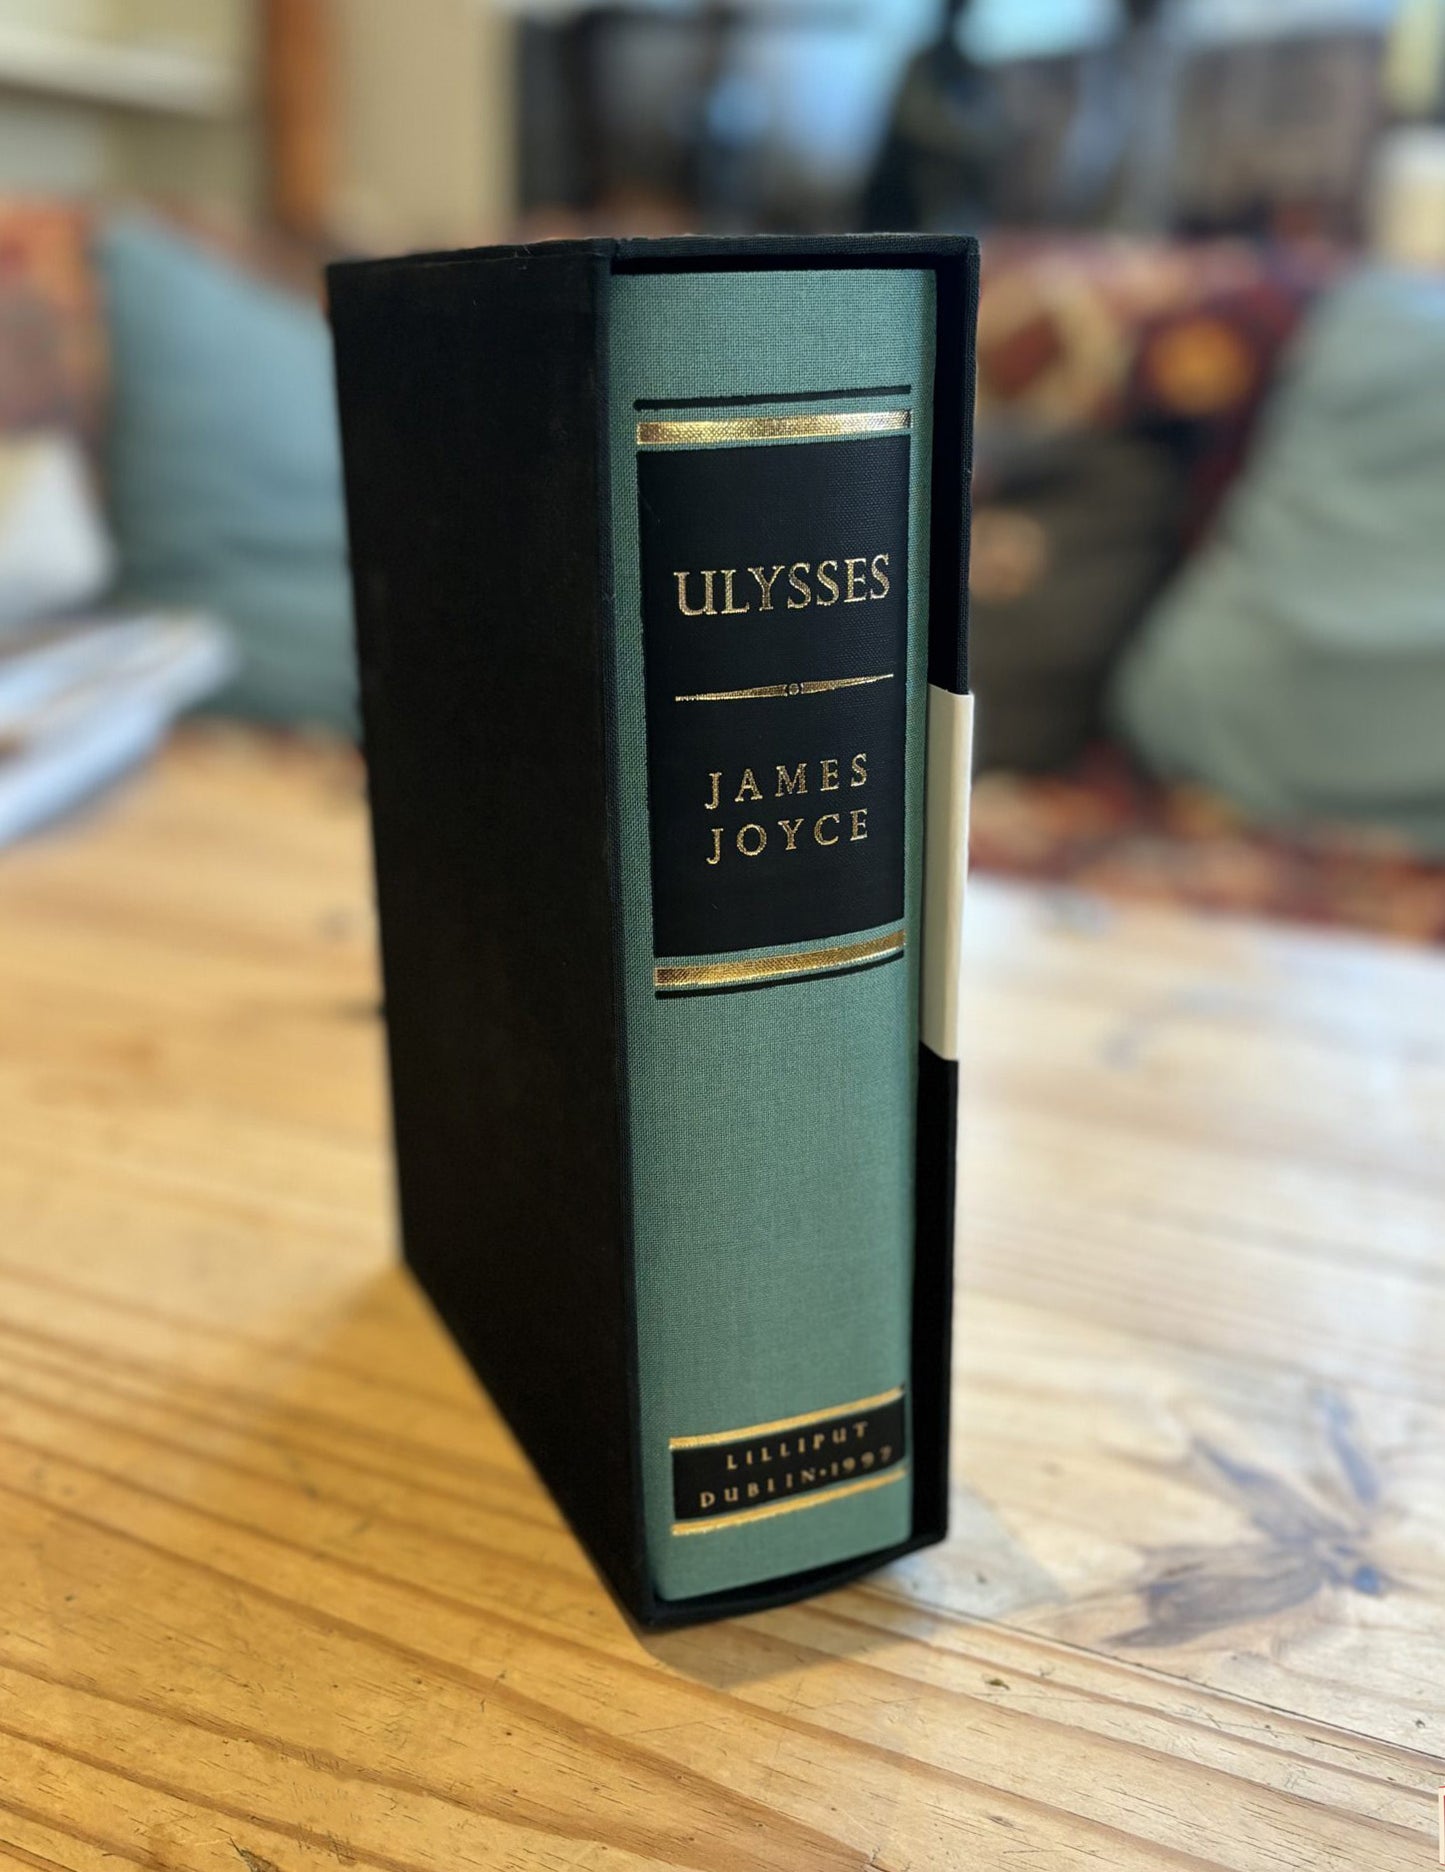 ULYSSES
JAMES
JOYCE
LILLIPUT
DUBLIN•1997